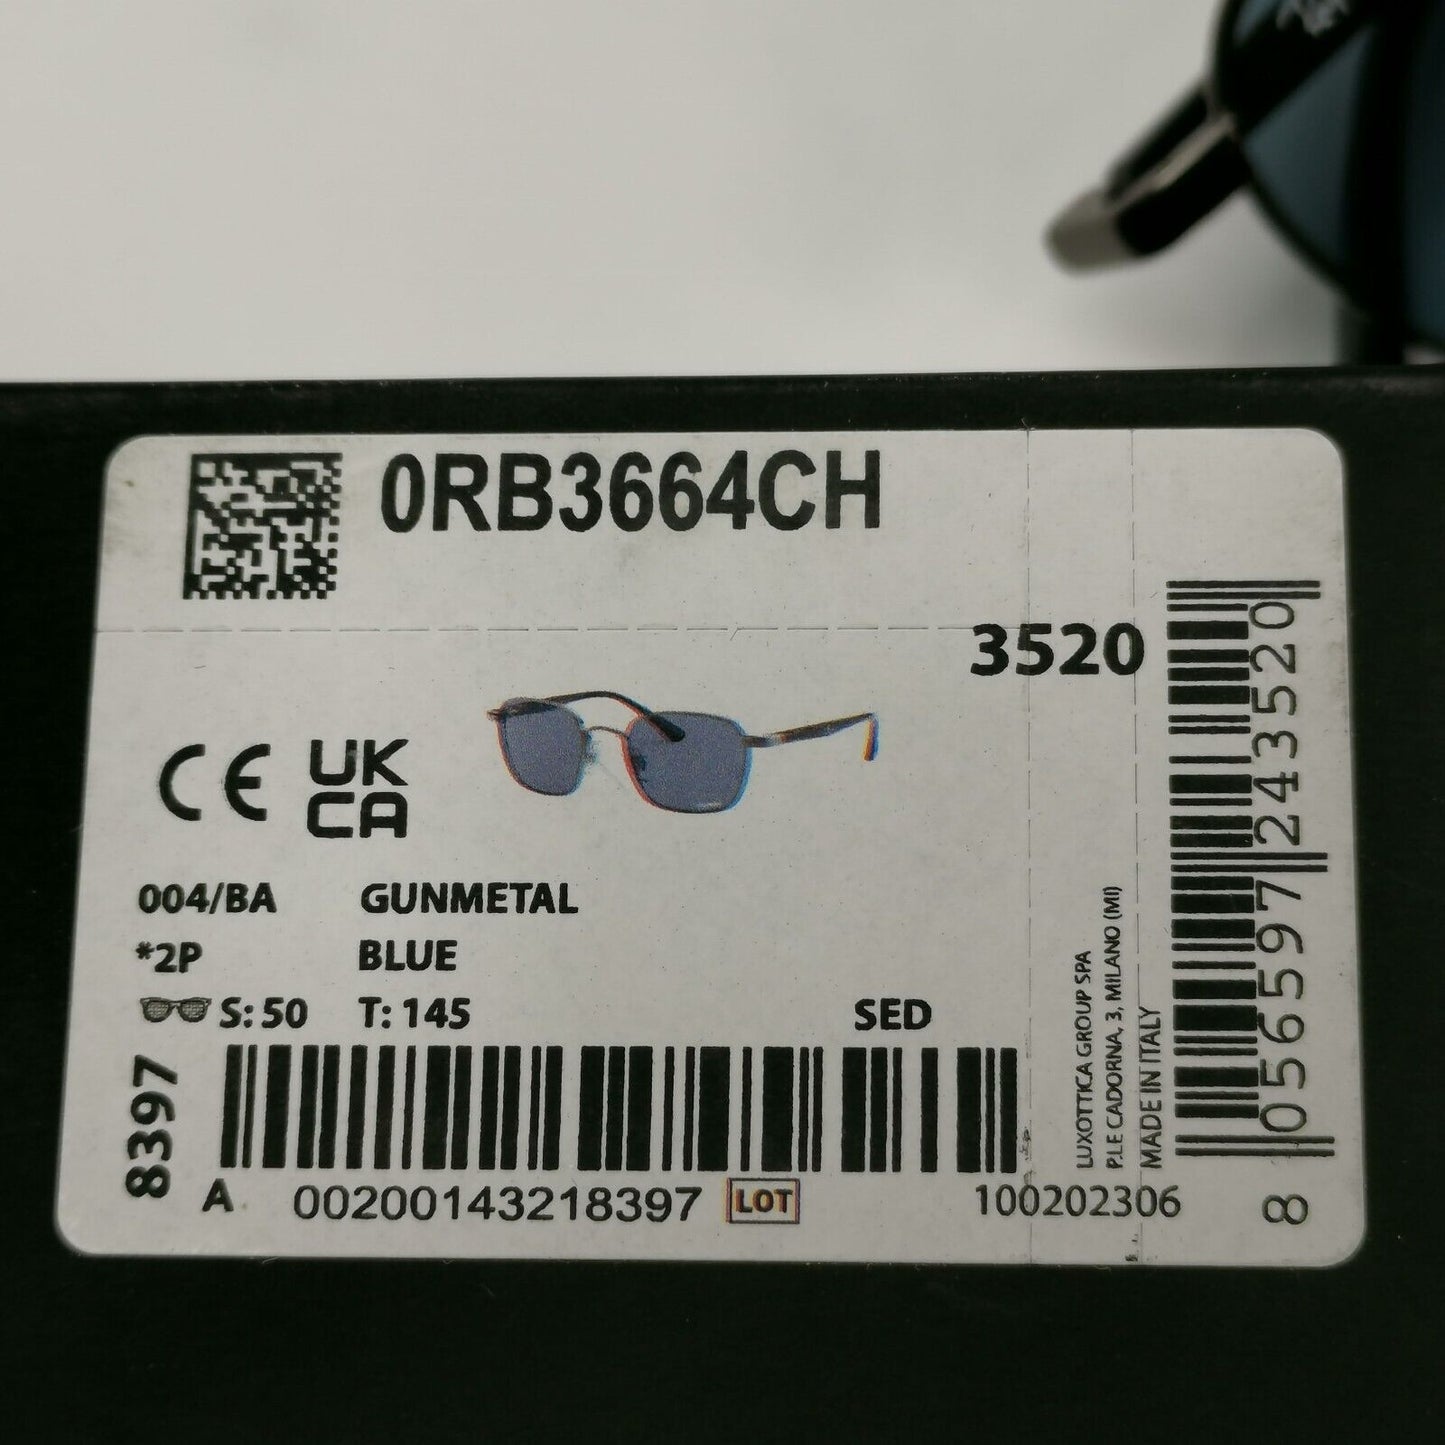 0RB3664CH
3520
CE UK
CA
004/BA GUNMETAL
*2P BLUE
S: 50 T: 145 SED
8397
A 00200143218397 LOT 100202306
LUXOTTICA GROUP SPA
P.LE CADORNA, 3, MILANO (MI)
MADE IN ITALY
8 056597 243520